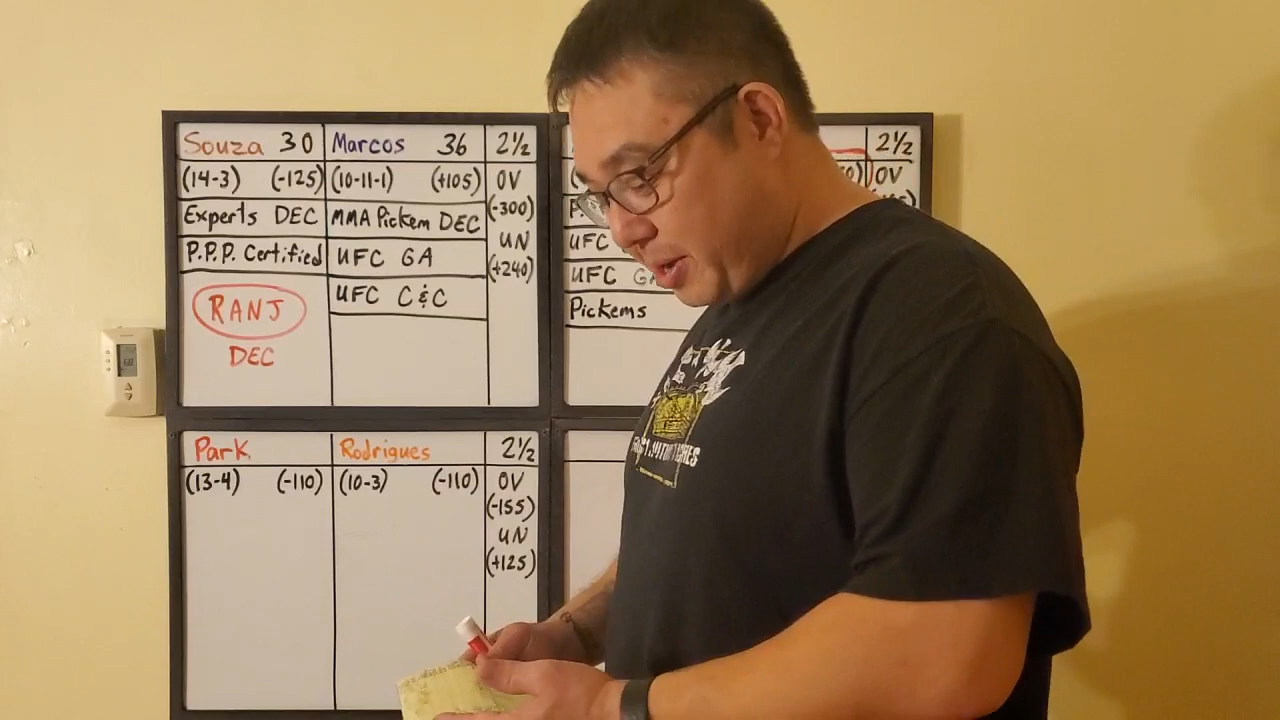 Souza 30
Marcos 36
2½
(14-3) (-125)
(10-11-1) (+105)
OV
Experts DEC
MMA Pickem DEC
(-300)
UN
P.P.P. Certified
UFC GA
(+240)
RANJ
UFC C&C
DEC
2½
OV
UFC
UFC GA
Pickems
Park
Rodrigues
2½
(13-4) (-110)
(10-3) (-110)
OV
(-155)
UN
(+125)